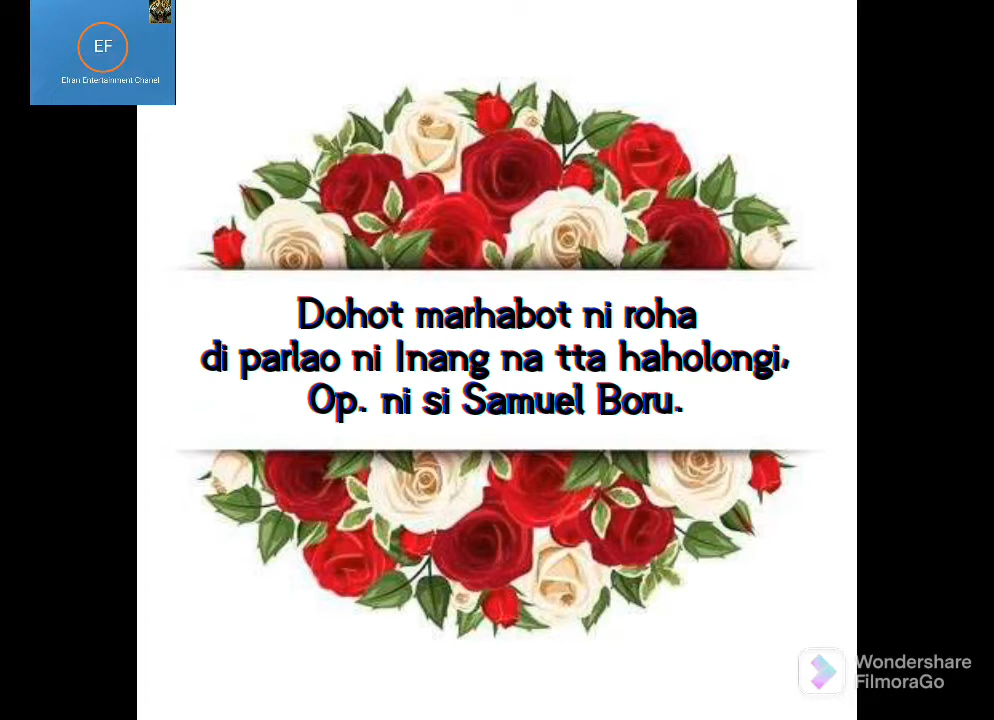 EF
Efran Entertainment Chanel
Dohot marhabot ni roha
di parlao ni Inang na tta haholongi,
Op. ni si Samuel Boru.
Wondershare
FilmoraGo